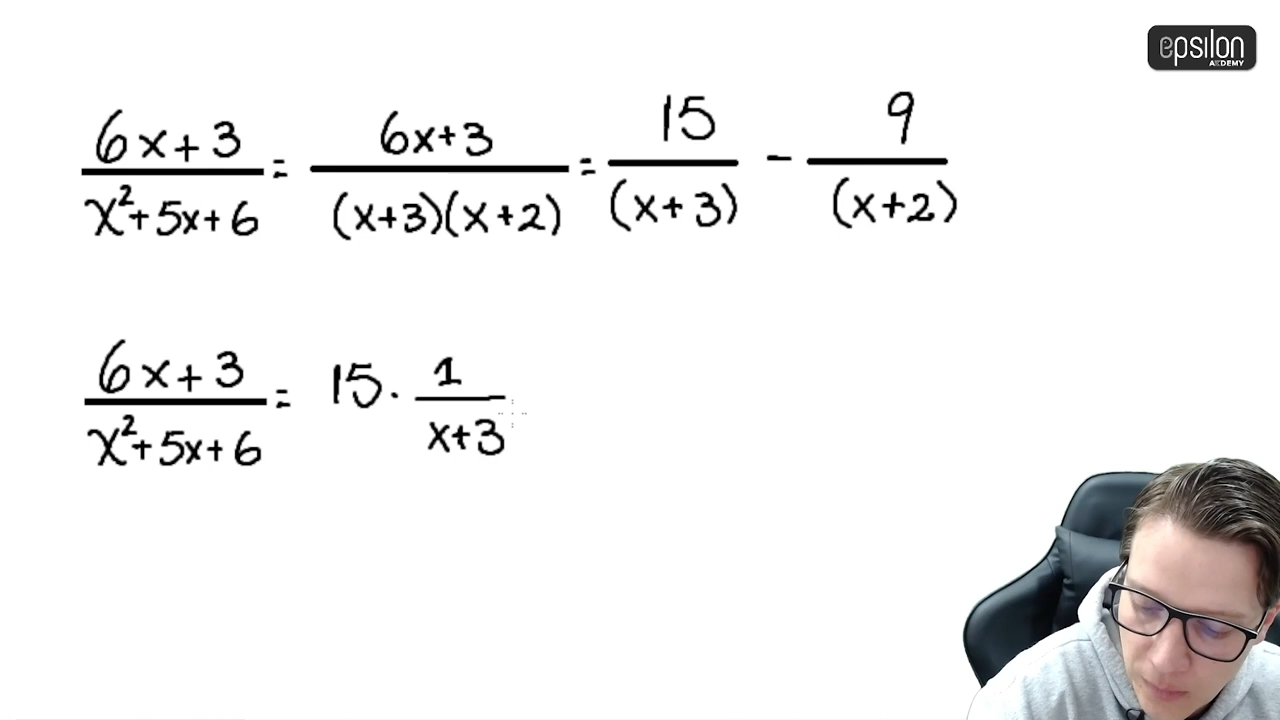 epsilon
AKDEMY
6x+3/x²+5x+6 = 6x+3/(x+3)(x+2) = 15/(x+3) - 9/(x+2)
6x+3/x²+5x+6 = 15 · 1/x+3